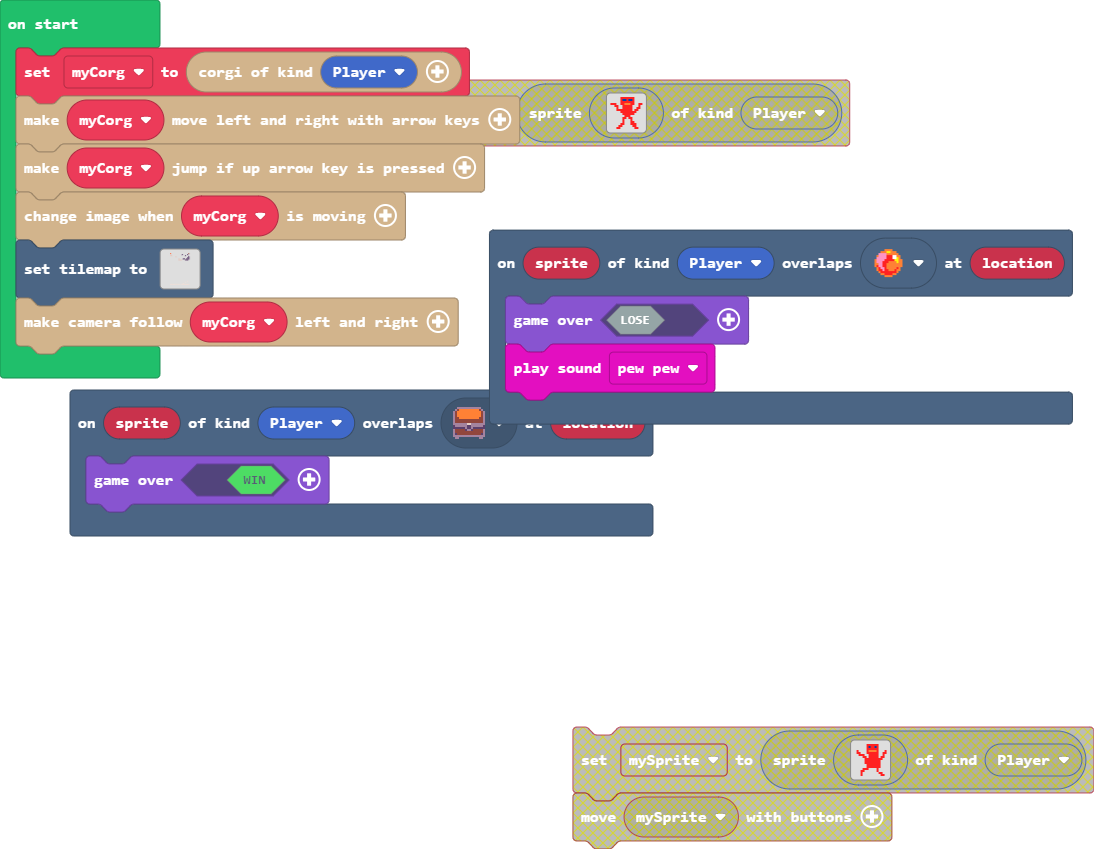 on start
set myCorg to corgi of kind Player
sprite of kind Player
make myCorg move left and right with arrow keys
make myCorg jump if up arrow key is pressed
change image when myCorg is moving
set tilemap to
make camera follow myCorg left and right
on sprite of kind Player overlaps at location
game over LOSE
play sound pew pew
on sprite of kind Player overlaps at location
game over WIN
set mySprite to sprite of kind Player
move mySprite with buttons